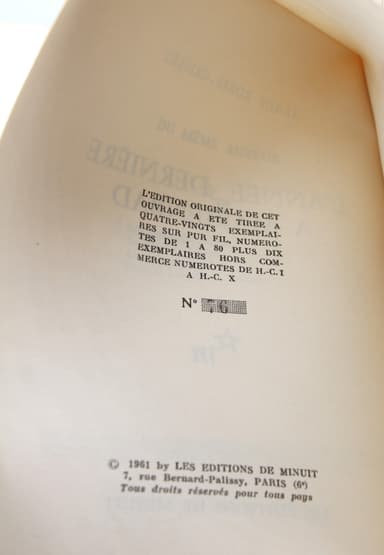 L'EDITION ORIGINALE DE CET
OUVRAGE A ETE TIREE A
QUATRE-VINGTS EXEMPLAI-
RES SUR PUR FIL, NUMERO-
TES DE 1 A 80 PLUS DIX
EXEMPLAIRES HORS COM-
MERCE NUMEROTES DE H.-C. I
A H.-C. X
N° 76
© 1961 by LES EDITIONS DE MINUIT
7, rue Bernard-Palissy, PARIS (6e)
Tous droits réservés pour tous pays